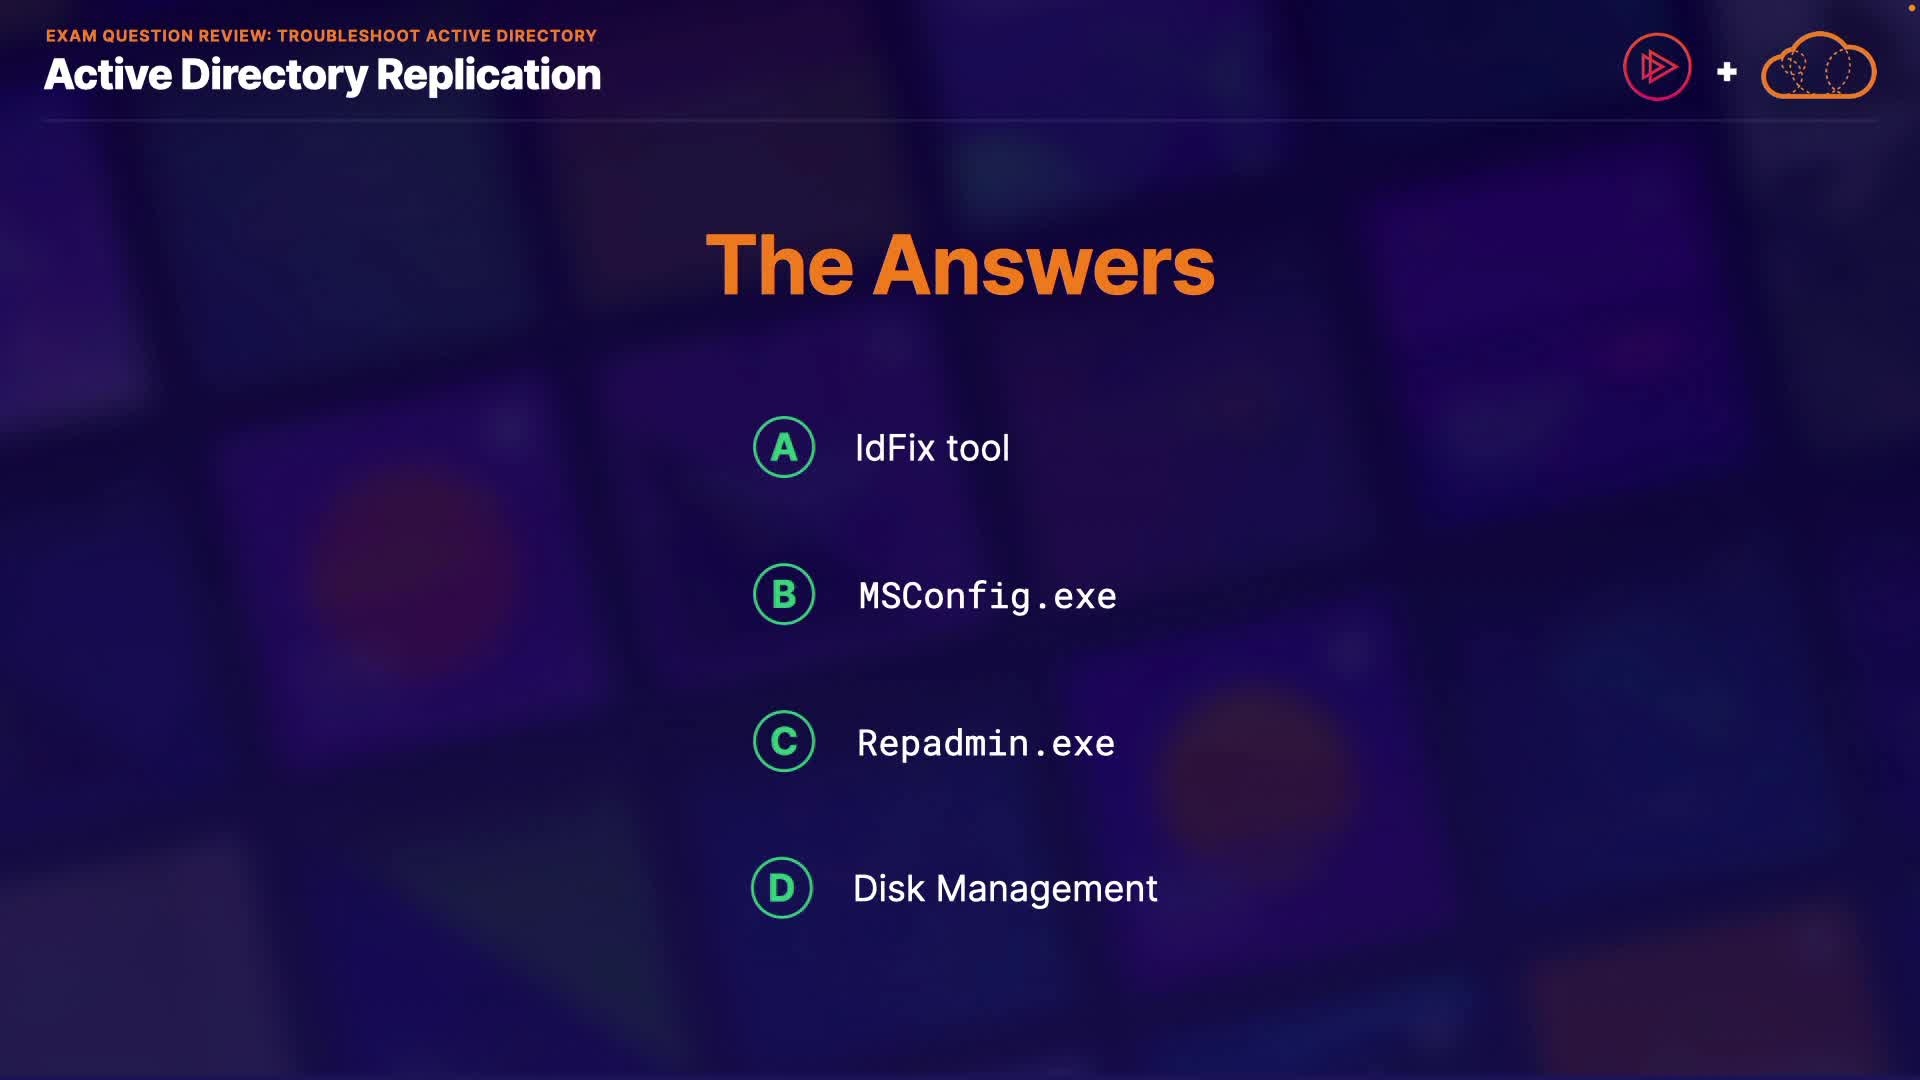 EXAM QUESTION REVIEW: TROUBLESHOOT ACTIVE DIRECTORY
Active Directory Replication
+
The Answers
A IdFix tool
B MSConfig.exe
C Repadmin.exe
D Disk Management